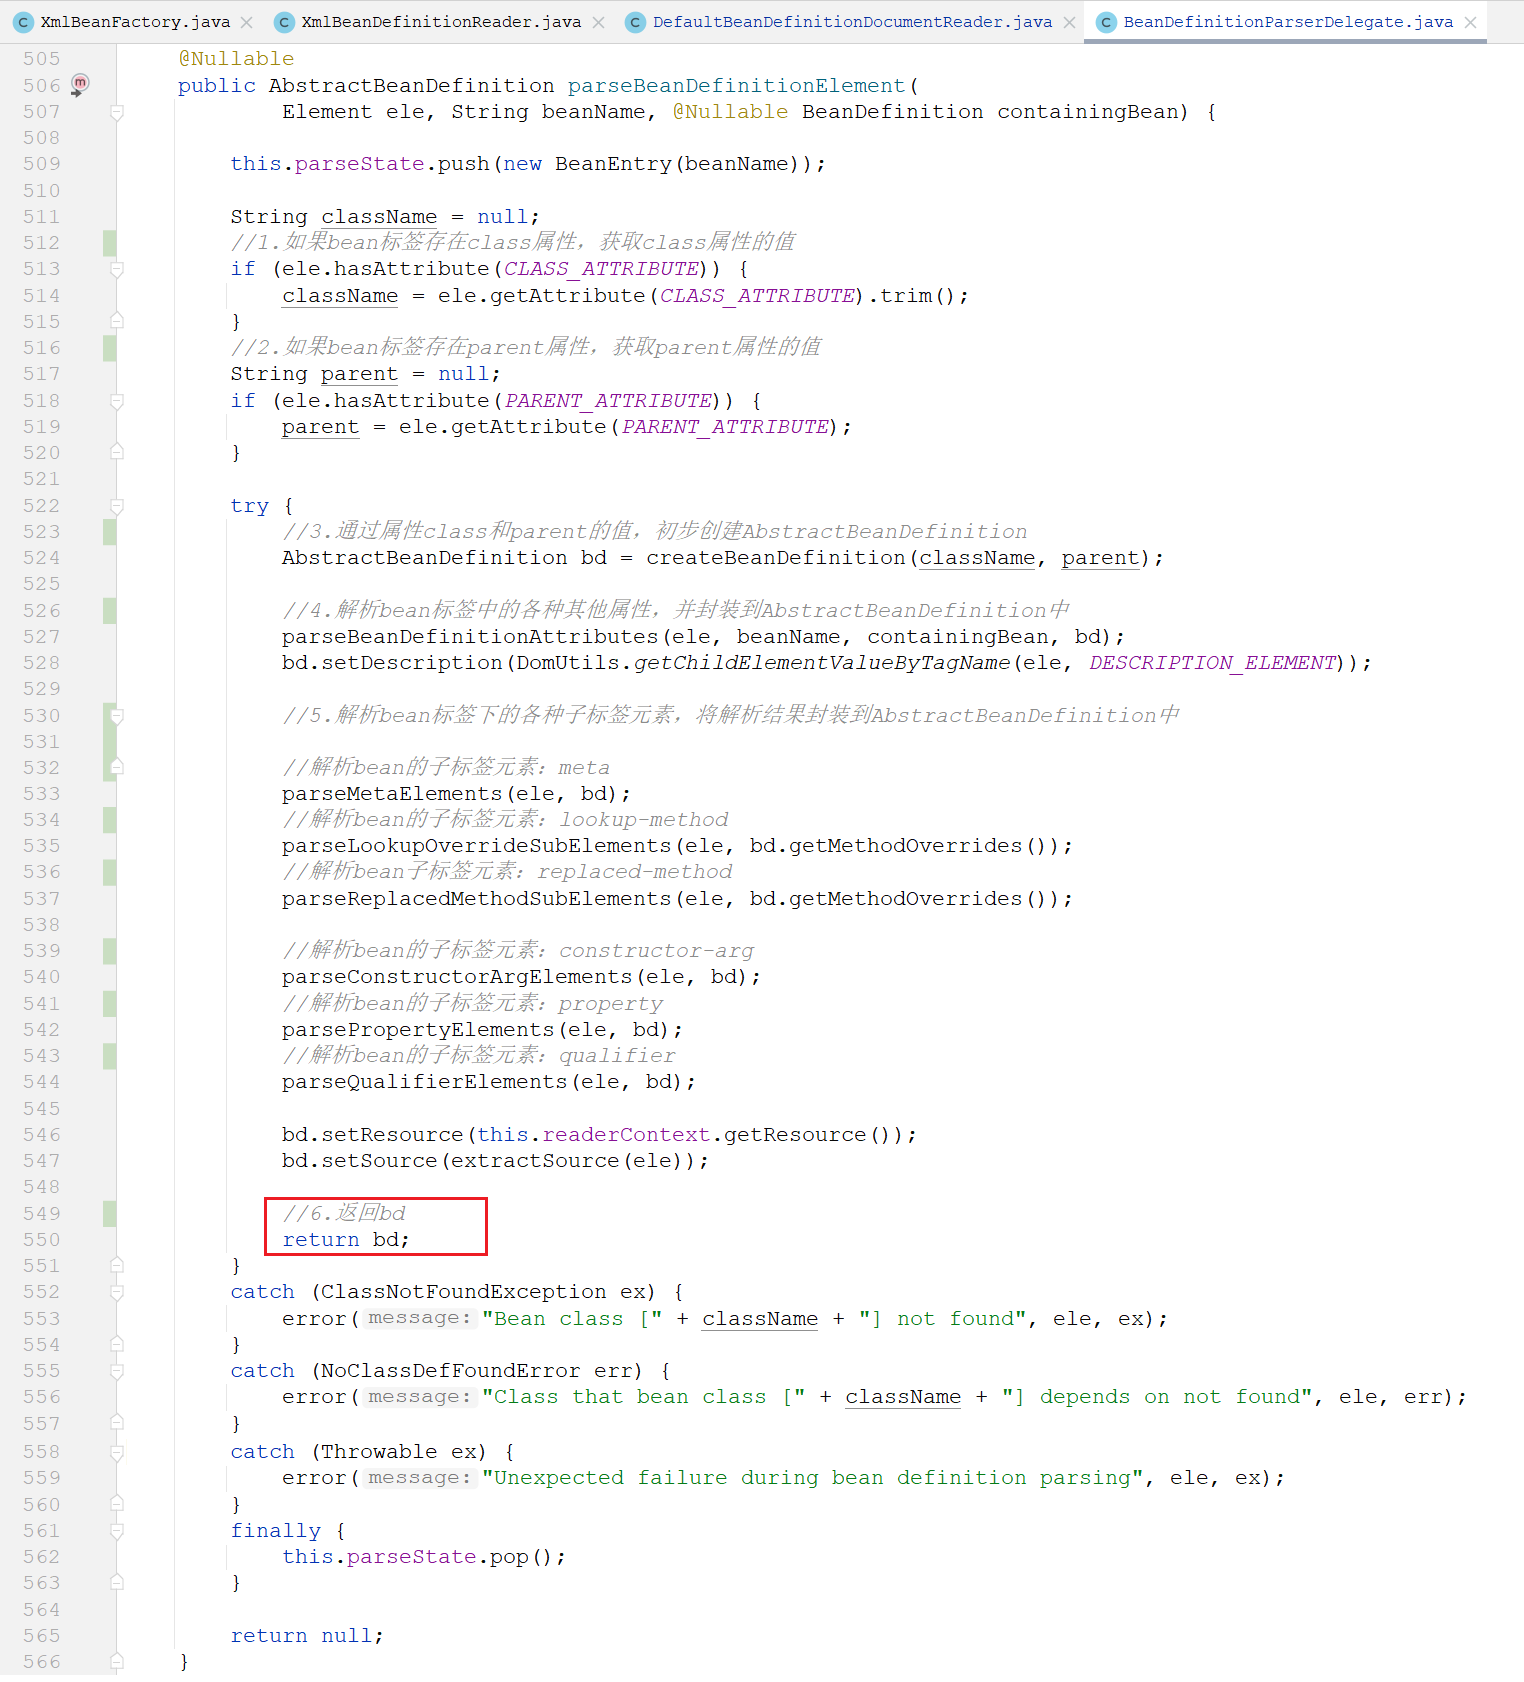 XmlBeanFactory.java XmlBeanDefinitionReader.java DefaultBeanDefinitionDocumentReader.java BeanDefinitionParserDelegate.java
505 @Nullable
506 public AbstractBeanDefinition parseBeanDefinitionElement(
507 Element ele, String beanName, @Nullable BeanDefinition containingBean) {
508
509 this.parseState.push(new BeanEntry(beanName));
510
511 String className = null;
512 //1.如果bean标签存在class属性，获取class属性的值
513 if (ele.hasAttribute(CLASS_ATTRIBUTE)) {
514 className = ele.getAttribute(CLASS_ATTRIBUTE).trim();
515 }
516 //2.如果bean标签存在parent属性，获取parent属性的值
517 String parent = null;
518 if (ele.hasAttribute(PARENT_ATTRIBUTE)) {
519 parent = ele.getAttribute(PARENT_ATTRIBUTE);
520 }
521
522 try {
523 //3.通过属性class和parent的值，初步创建AbstractBeanDefinition
524 AbstractBeanDefinition bd = createBeanDefinition(className, parent);
525
526 //4.解析bean标签中的各种其他属性，并封装到AbstractBeanDefinition中
527 parseBeanDefinitionAttributes(ele, beanName, containingBean, bd);
528 bd.setDescription(DomUtils.getChildElementValueByTagName(ele, DESCRIPTION_ELEMENT));
529
530 //5.解析bean标签下的各种子标签元素，将解析结果封装到AbstractBeanDefinition中
531
532 //解析bean的子标签元素：meta
533 parseMetaElements(ele, bd);
534 //解析bean的子标签元素：lookup-method
535 parseLookupOverrideSubElements(ele, bd.getMethodOverrides());
536 //解析bean子标签元素：replaced-method
537 parseReplacedMethodSubElements(ele, bd.getMethodOverrides());
538
539 //解析bean的子标签元素：constructor-arg
540 parseConstructorArgElements(ele, bd);
541 //解析bean的子标签元素：property
542 parsePropertyElements(ele, bd);
543 //解析bean的子标签元素：qualifier
544 parseQualifierElements(ele, bd);
545
546 bd.setResource(this.readerContext.getResource());
547 bd.setSource(extractSource(ele));
548
549 //6.返回bd
550 return bd;
551 }
552 catch (ClassNotFoundException ex) {
553 error( message: "Bean class [" + className + "] not found", ele, ex);
554 }
555 catch (NoClassDefFoundError err) {
556 error( message: "Class that bean class [" + className + "] depends on not found", ele, err);
557 }
558 catch (Throwable ex) {
559 error( message: "Unexpected failure during bean definition parsing", ele, ex);
560 }
561 finally {
562 this.parseState.pop();
563 }
564
565 return null;
566 }